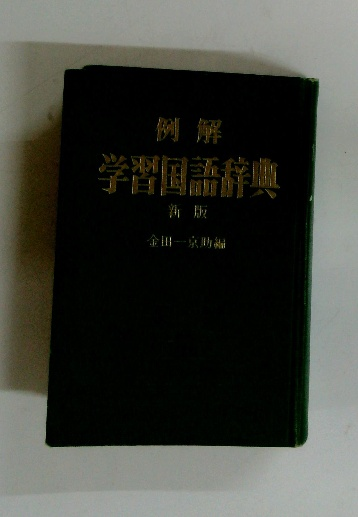 例解
学習国語辞典
新版
金田一京助編